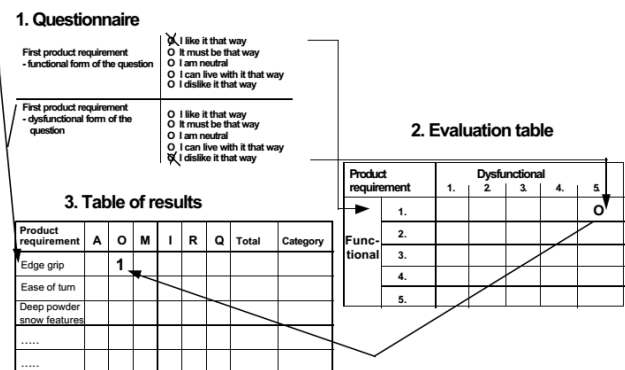 1. Questionnaire
First product requirement
- functional form of the question
O I like it that way
O It must be that way
O I am neutral
O I can live with it that way
O I dislike it that way
First product requirement
- dysfunctional form of the
question
O I like it that way
O It must be that way
O I am neutral
O I can live with it that way
O I dislike it that way
2. Evaluation table
Product requirement Dysfunctional
1. 2. 3. 4. 5.
Func-
tional
1. O
2.
3.
4.
5.
3. Table of results
Product requirement A O M I R Q Total Category
Edge grip 1
Ease of turn
Deep powder
snow features
.....
.....